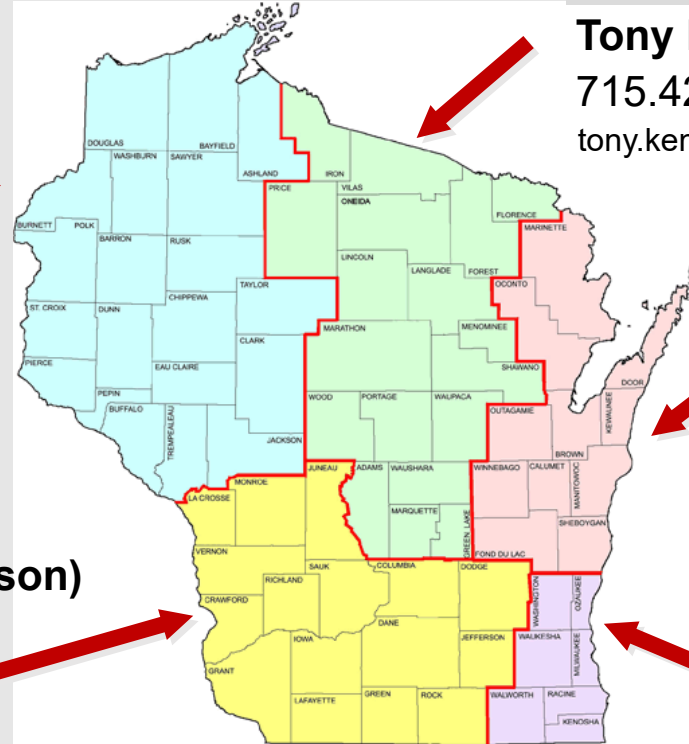 Tony
715.42
tony.ker
DOUGLAS
BAYFIELD
WASHBURN
SAWYER
ASHLAND
IRON
PRICE
VILAS
ONEIDA
FLORENCE
BURNETT
POLK
MARINETTE
BARRON
RUSK
LINCOLN
LANGLADE
FOREST
TAYLOR
OCONTO
CHIPPEWA
ST. CROIX
DUNN
MARATHON
MENOMINEE
CLARK
PIERCE
EAU CLAIRE
SHAWANO
DOOR
PEPIN
WOOD
PORTAGE
WAUPACA
KEWAUNEE
BUFFALO
OUTAGAMIE
TREMPEALEAU
JACKSON
BROWN
JUNEAU
ADAMS
WAUSHARA
WINNEBAGO
CALUMET
MANITOWOC
MONROE
LA CROSSE
MARQUETTE
GREEN LAKE
SHEBOYGAN
VERNON
FOND DU LAC
SAUK
COLUMBIA
DODGE
son)
RICHLAND
WASHINGTON
OZAUKEE
CRAWFORD
DANE
IOWA
JEFFERSON
WAUKESHA
MILWAUKEE
GRANT
LAFAYETTE
GREEN
ROCK
WALWORTH
RACINE
KENOSHA